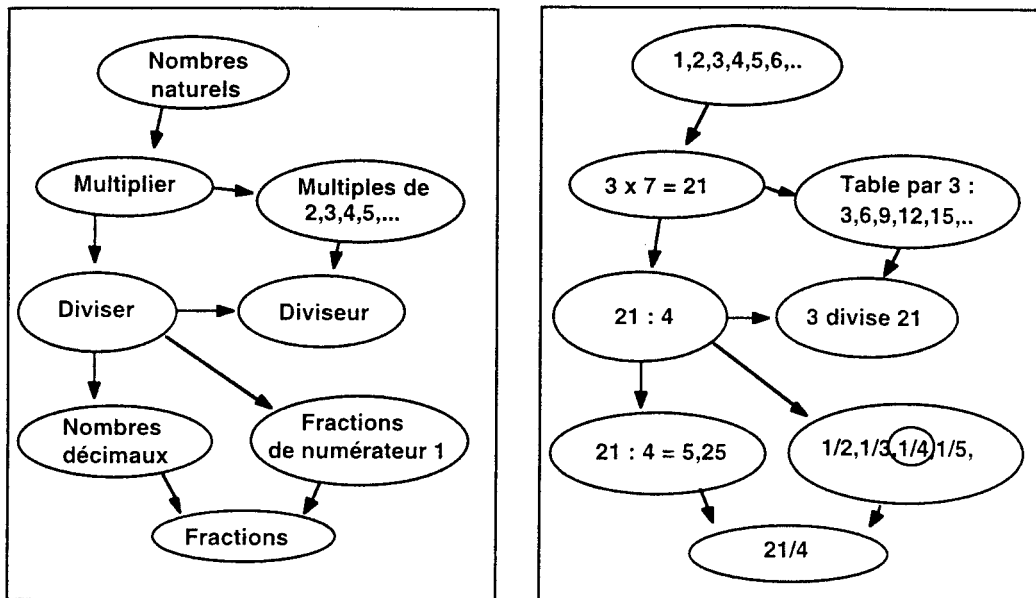 Nombres
naturels
Multiplier
Multiples de
2,3,4,5,...
Diviser
Diviseur
Nombres
décimaux
Fractions
de numérateur 1
Fractions
1,2,3,4,5,6,..
3 x 7 = 21
Table par 3 :
3,6,9,12,15,..
21 : 4
3 divise 21
21 : 4 = 5,25
1/2,1/3,1/4,1/5,
21/4